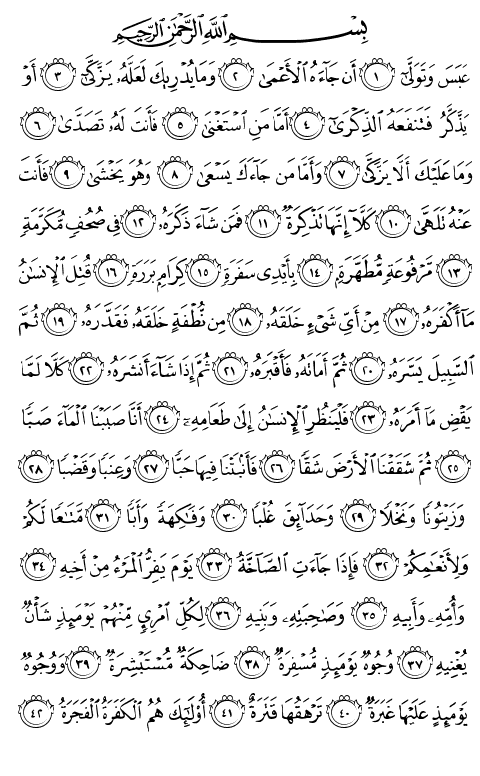 بِسْمِ ٱللَّهِ ٱلرَّحْمَٰنِ ٱلرَّحِيمِ
عَبَسَ وَتَوَلَّىٰٓ ١ أَن جَآءَهُ ٱلْأَعْمَىٰ ٢ وَمَا يُدْرِيكَ لَعَلَّهُۥ يَزَّكَّىٰٓ ٣ أَوْ
يَذَّكَّرُ فَتَنفَعَهُ ٱلذِّكْرَىٰٓ ٤ أَمَّا مَنِ ٱسْتَغْنَىٰ ٥ فَأَنتَ لَهُۥ تَصَدَّىٰ ٦
وَمَا عَلَيْكَ أَلَّا يَزَّكَّىٰ ٧ وَأَمَّا مَن جَآءَكَ يَسْعَىٰ ٨ وَهُوَ يَخْشَىٰ ٩ فَأَنتَ
عَنْهُ تَلَهَّىٰ ١٠ كَلَّآ إِنَّهَا تَذْكِرَةٌ ١١ فَمَن شَآءَ ذَكَرَهُۥ ١٢ فِى صُحُفٍ مُّكَرَّمَةٍ
١٣ مَّرْفُوعَةٍ مُّطَهَّرَةٍۭ ١٤ بِأَيْدِى سَفَرَةٍ ١٥ كِرَامٍۭ بَرَرَةٍ ١٦ قُتِلَ ٱلْإِنسَٰنُ
مَآ أَكْفَرَهُۥ ١٧ مِنْ أَىِّ شَىْءٍ خَلَقَهُۥ ١٨ مِن نُّطْفَةٍ خَلَقَهُۥ فَقَدَّرَهُۥ ١٩ ثُمَّ
ٱلسَّبِيلَ يَسَّرَهُۥ ٢٠ ثُمَّ أَمَاتَهُۥ فَأَقْبَرَهُۥ ٢١ ثُمَّ إِذَا شَآءَ أَنشَرَهُۥ ٢٢ كَلَّا لَمَّا
يَقْضِ مَآ أَمَرَهُۥ ٢٣ فَلْيَنظُرِ ٱلْإِنسَٰنُ إِلَىٰ طَعَامِهِۦٓ ٢٤ أَنَّا صَبَبْنَا ٱلْمَآءَ صَبًّا
٢٥ ثُمَّ شَقَقْنَا ٱلْأَرْضَ شَقًّا ٢٦ فَأَنۢبَتْنَا فِيهَا حَبًّا ٢٧ وَعِنَبًا وَقَضْبًا ٢٨
وَزَيْتُونًا وَنَخْلًا ٢٩ وَحَدَآئِقَ غُلْبًا ٣٠ وَفَٰكِهَةً وَأَبًّا ٣١ مَّتَٰعًا لَّكُمْ
وَلِأَنْعَٰمِكُمْ ٣٢ فَإِذَا جَآءَتِ ٱلصَّآخَّةُ ٣٣ يَوْمَ يَفِرُّ ٱلْمَرْءُ مِنْ أَخِيهِ ٣٤
وَأُمِّهِۦ وَأَبِيهِ ٣٥ وَصَٰحِبَتِهِۦ وَبَنِيهِ ٣٦ لِكُلِّ ٱمْرِئٍ مِّنْهُمْ يَوْمَئِذٍ شَأْنٌ
يُغْنِيهِ ٣٧ وُجُوهٌ يَوْمَئِذٍ مُّسْفِرَةٌ ٣٨ ضَاحِكَةٌ مُّسْتَبْشِرَةٌ ٣٩ وَوُجُوهٌ
يَوْمَئِذٍ عَلَيْهَا غَبَرَةٌ ٤٠ تَرْهَقُهَا قَتَرَةٌ ٤١ أُو۟لَٰٓئِكَ هُمُ ٱلْكَفَرَةُ ٱلْفَجَرَةُ ٤٢